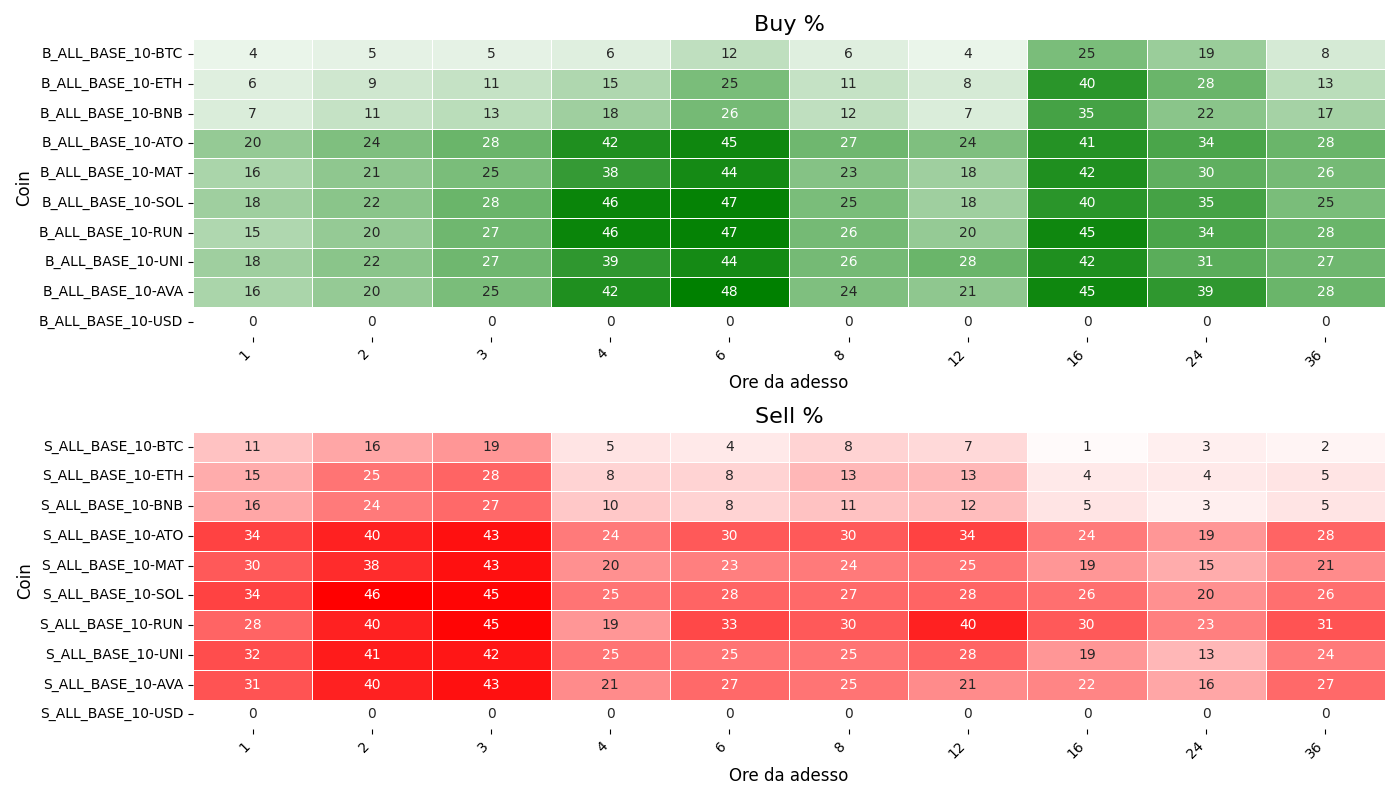 Buy %
Coin
B_ALL_BASE_10-BTC 4 5 5 6 12 6 4 25 19 8
B_ALL_BASE_10-ETH 6 9 11 15 25 11 8 40 28 13
B_ALL_BASE_10-BNB 7 11 13 18 26 12 7 35 22 17
B_ALL_BASE_10-ATO 20 24 28 42 45 27 24 41 34 28
B_ALL_BASE_10-MAT 16 21 25 38 44 23 18 42 30 26
B_ALL_BASE_10-SOL 18 22 28 46 47 25 18 40 35 25
B_ALL_BASE_10-RUN 15 20 27 46 47 26 20 45 34 28
B_ALL_BASE_10-UNI 18 22 27 39 44 26 28 42 31 27
B_ALL_BASE_10-AVA 16 20 25 42 48 24 21 45 39 28
B_ALL_BASE_10-USD 0 0 0 0 0 0 0 0 0 0
1 2 3 4 6 8 12 16 24 36
Ore da adesso
Sell %
Coin
S_ALL_BASE_10-BTC 11 16 19 5 4 8 7 1 3 2
S_ALL_BASE_10-ETH 15 25 28 8 8 13 13 4 4 5
S_ALL_BASE_10-BNB 16 24 27 10 8 11 12 5 3 5
S_ALL_BASE_10-ATO 34 40 43 24 30 30 34 24 19 28
S_ALL_BASE_10-MAT 30 38 43 20 23 24 25 19 15 21
S_ALL_BASE_10-SOL 34 46 45 25 28 27 28 26 20 26
S_ALL_BASE_10-RUN 28 40 45 19 33 30 40 30 23 31
S_ALL_BASE_10-UNI 32 41 42 25 25 25 28 19 13 24
S_ALL_BASE_10-AVA 31 40 43 21 27 25 21 22 16 27
S_ALL_BASE_10-USD 0 0 0 0 0 0 0 0 0 0
1 2 3 4 6 8 12 16 24 36
Ore da adesso